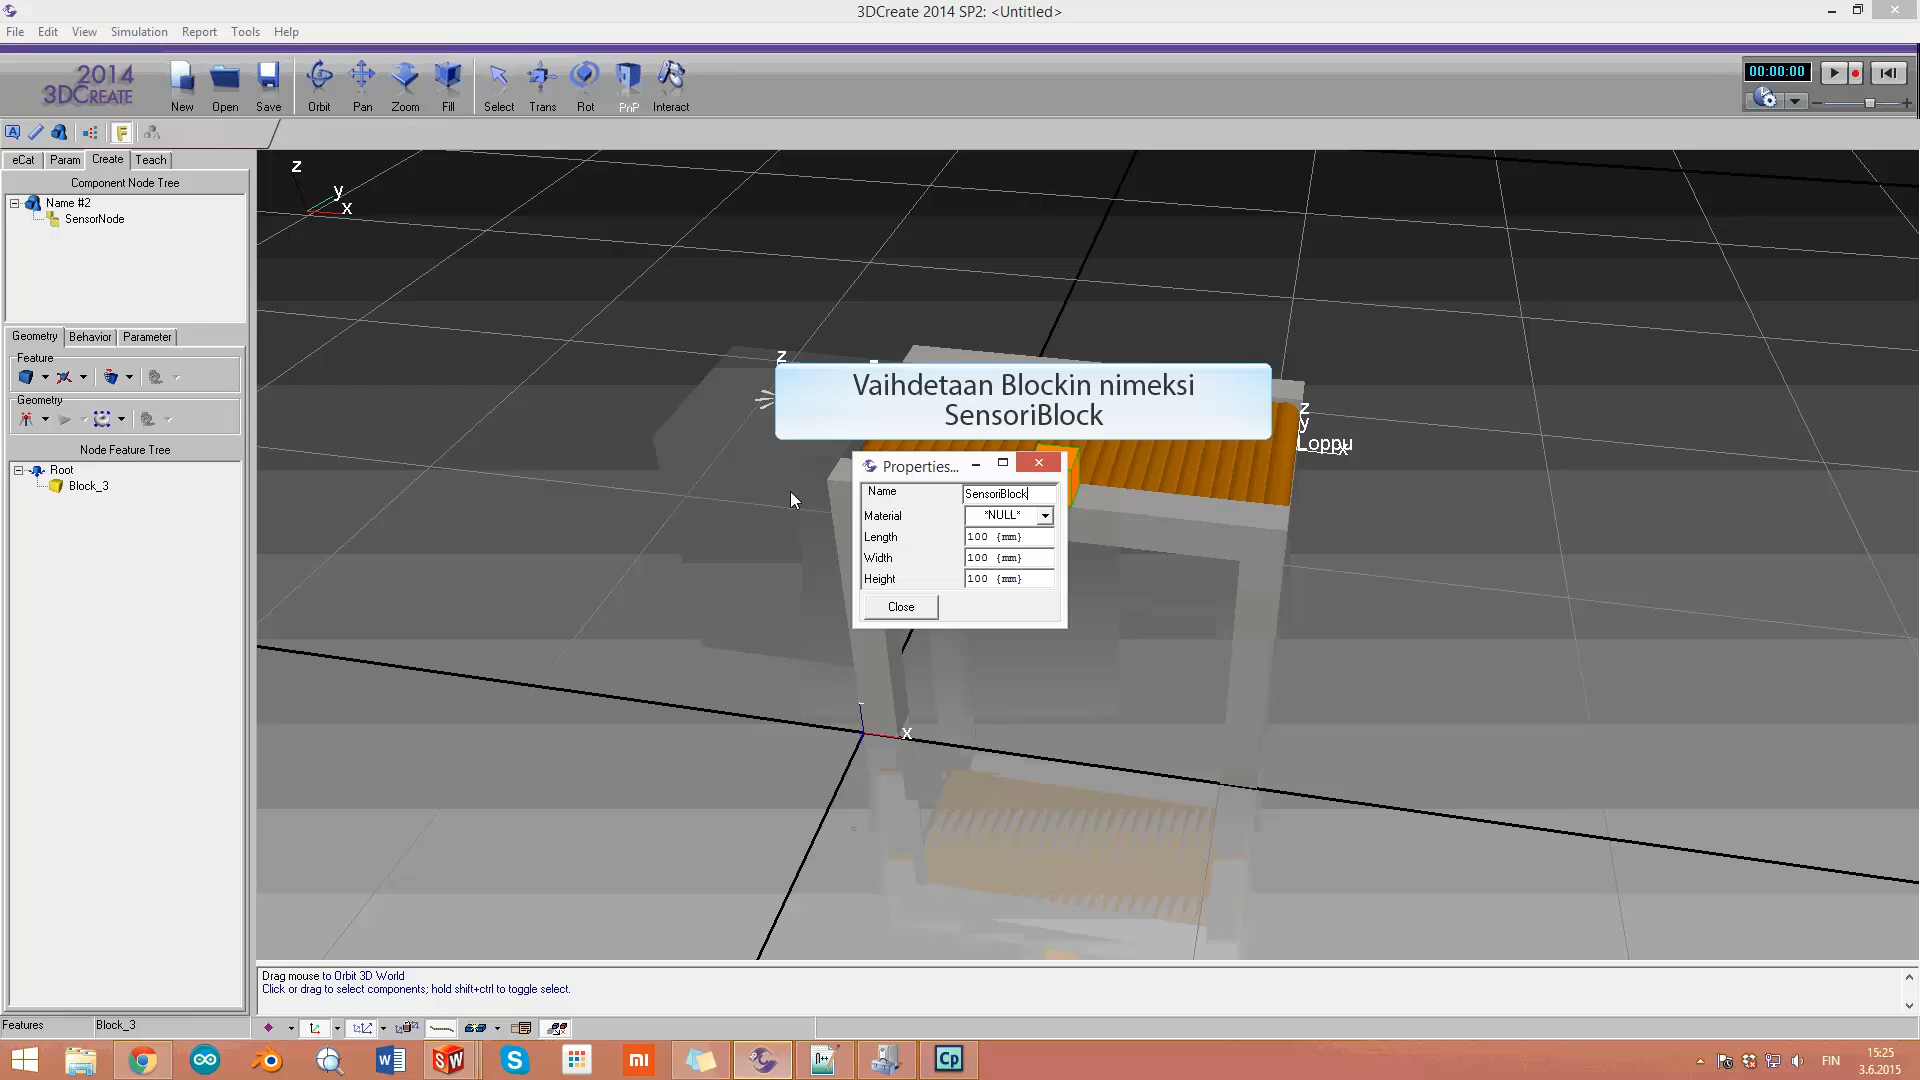 3DCreate 2014 SP2: <Untitled>
File Edit View Simulation Report Tools Help
2014
3DCREATE
New Open Save Orbit Pan Zoom Fill Select Trans Rot PnP Interact
00:00:00
eCat Param Create Teach
Component Node Tree
Name #2
SensorNode
Geometry Behavior Parameter
Feature
Geometry
Node Feature Tree
Root
Block_3
z
y
x
z
Vaihdetaan Blockin nimeksi
SensoriBlock
z
y
Loppu
x
Properties...
Name SensoriBlock
Material *NULL*
Length 100 {mm}
Width 100 {mm}
Height 100 {mm}
Close
x
Drag mouse to Orbit 3D World
Click or drag to select components; hold shift+ctrl to toggle select.
Features Block_3
FIN
15:25
3.6.2015